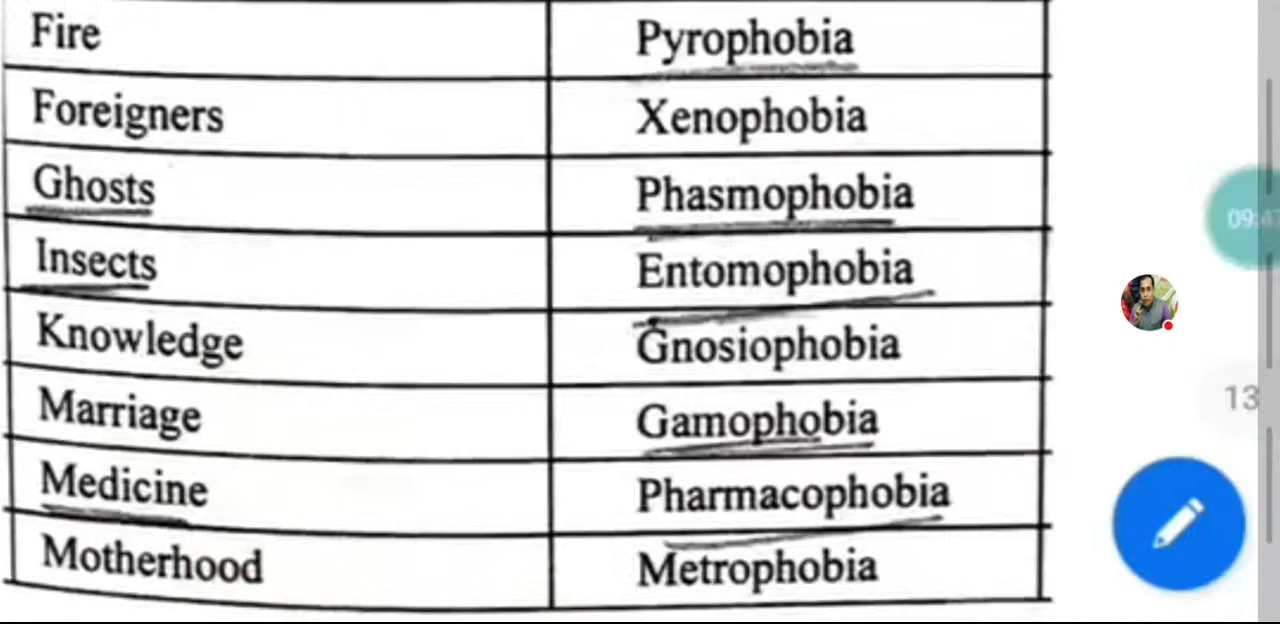 Fire Pyrophobia
Foreigners Xenophobia
Ghosts Phasmophobia
Insects Entomophobia
Knowledge Gnosiophobia
Marriage Gamophobia
Medicine Pharmacophobia
Motherhood Metrophobia
13